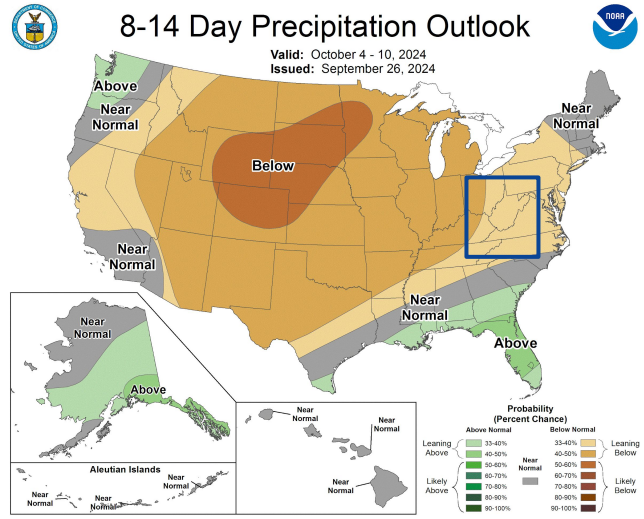 8-14 Day Precipitation Outlook
NOAA
Valid: October 4 - 10, 2024
Issued: September 26, 2024
Above
Near
Normal
Below
Near
Normal
Near
Normal
Near
Normal
Above
Near
Normal
Above
Aleutian Islands
Near
Normal
Near
Normal
Near
Normal
Near
Normal
Near
Normal
Near
Normal
Probability
(Percent Chance)
Above Normal
Below Normal
Leaning
Above
33-40%
40-50%
Likely
Above
50-60%
60-70%
70-80%
80-90%
90-100%
Near
Normal
33-40%
40-50%
Leaning
Below
50-60%
60-70%
70-80%
80-90%
90-100%
Likely
Below